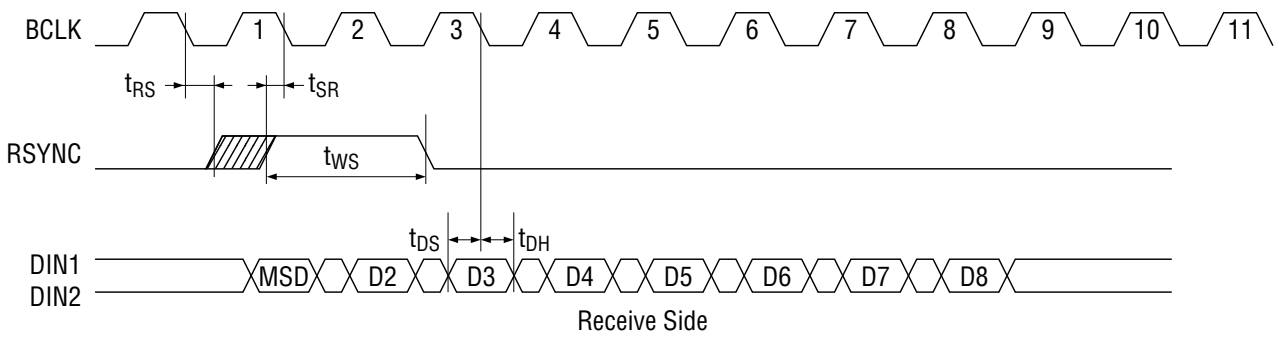 BCLK 1 2 3 4 5 6 7 8 9 10 11
tRS tSR
RSYNC tWS
tDS tDH
DIN1 MSD D2 D3 D4 D5 D6 D7 D8
DIN2
Receive Side